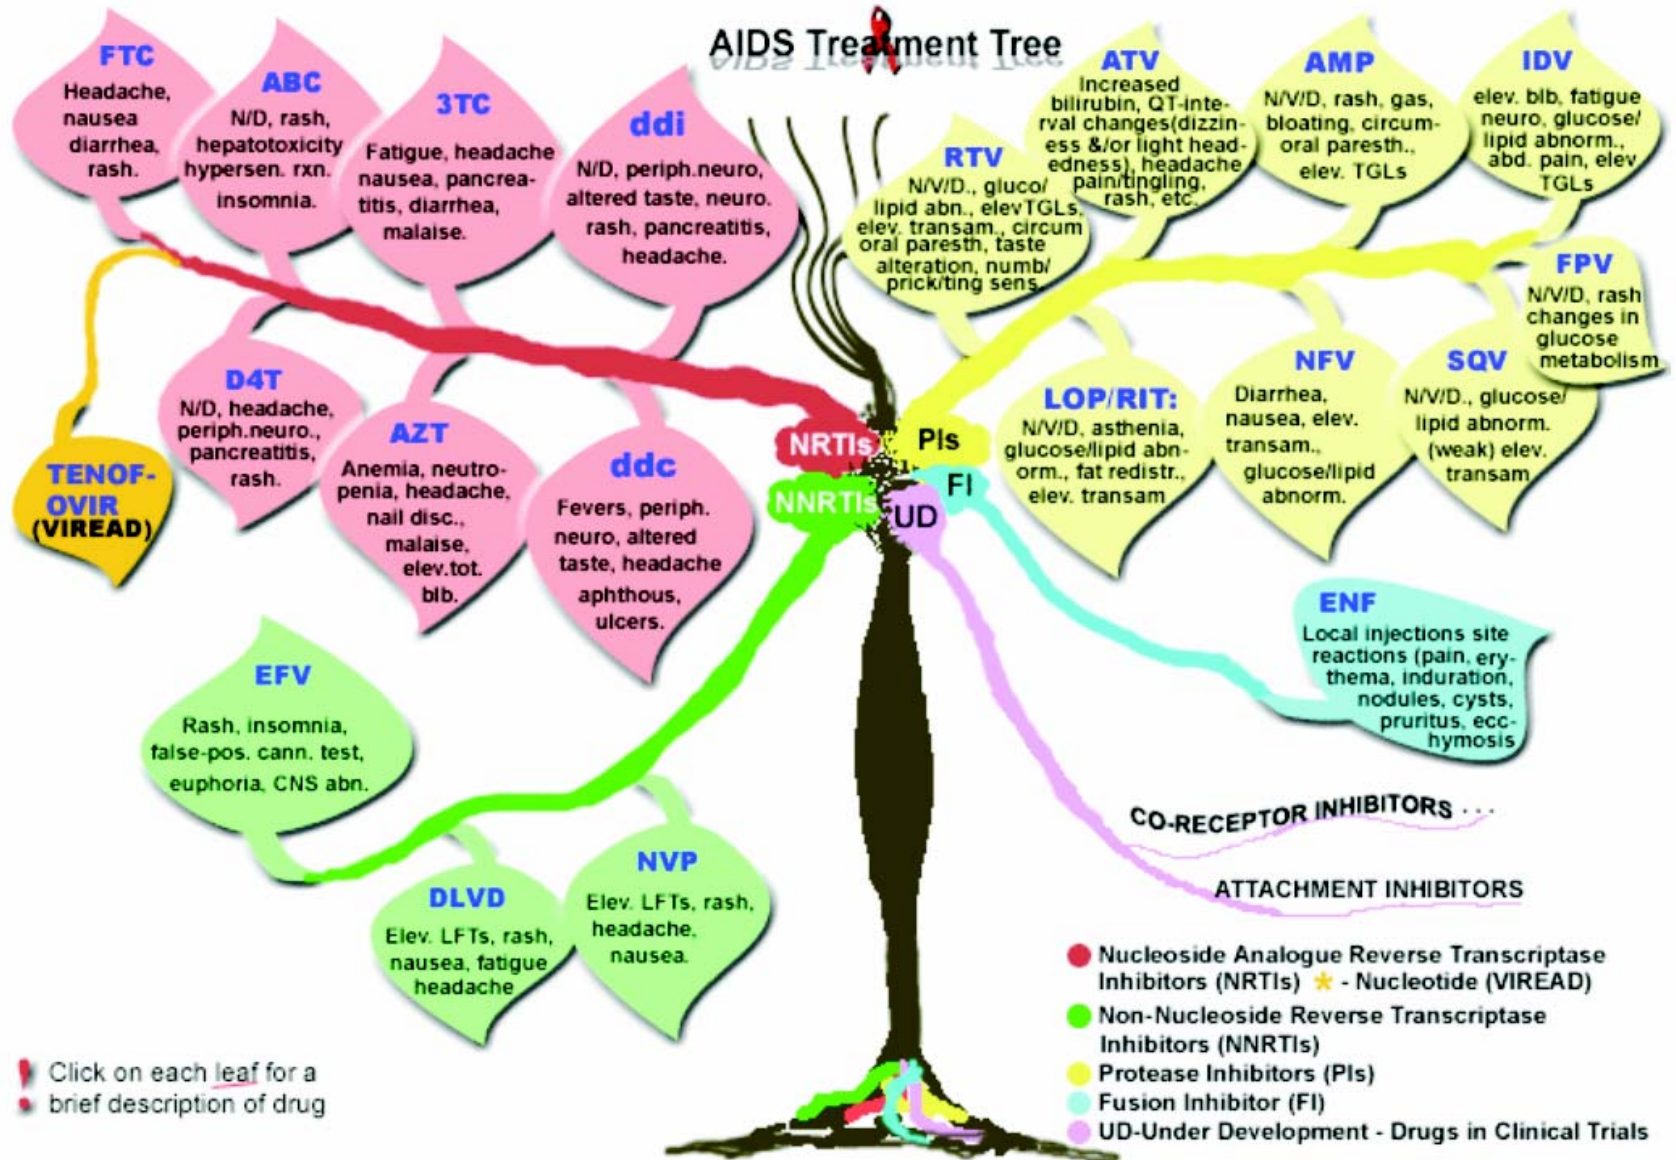 AIDS Treatment Tree
FTC
Headache,
nausea
diarrhea,
rash.
ABC
N/D, rash,
hepatotoxicity
hypersen. rxn.
insomnia.
3TC
Fatigue, headache
nausea, pancrea-
titis, diarrhea,
malaise.
ddi
N/D, periph.neuro,
altered taste, neuro.
rash, pancreatitis,
headache.
RTV
N/V/D., gluco/
lipid abn., elevTGLs,
elev. transam., circum
oral paresth, taste
alteration, numb/
prick/ting sens.
ATV
Increased
bilirubin, QT-inte-
rval changes(dizzin-
ess &/or light head-
edness), headache
pain/tingling,
rash, etc.
AMP
N/V/D, rash, gas,
bloating, circum-
oral paresth.,
elev. TGLs
IDV
elev. blb, fatigue
neuro, glucose/
lipid abnorm.,
abd. pain, elev
TGLs
FPV
N/V/D, rash
changes in
glucose
metabolism
TENOF-
OVIR
(VIREAD)
D4T
N/D, headache,
periph.neuro.,
pancreatitis,
rash.
AZT
Anemia, neutro-
penia, headache,
nail disc.,
malaise,
elev.tot.
blb.
ddc
Fevers, periph.
neuro, altered
taste, headache
aphthous,
ulcers.
NRTIs
NNRTIs
PIs
FI
UD
LOP/RIT:
N/V/D, asthenia,
glucose/lipid abn-
orm., fat redistr.,
elev. transam
NFV
Diarrhea,
nausea, elev.
transam.,
glucose/lipid
abnorm.
SQV
N/V/D., glucose/
lipid abnorm.
(weak) elev.
transam
ENF
Local injections site
reactions (pain, ery-
thema, induration,
nodules, cysts,
pruritus, ecc-
hymosis
EFV
Rash, insomnia,
false-pos. cann. test,
euphoria, CNS abn.
DLVD
Elev. LFTs, rash,
nausea, fatigue
headache
NVP
Elev. LFTs, rash,
headache,
nausea.
CO-RECEPTOR INHIBITORS . . .
ATTACHMENT INHIBITORS
Nucleoside Analogue Reverse Transcriptase
Inhibitors (NRTIs) * - Nucleotide (VIREAD)
Non-Nucleoside Reverse Transcriptase
Inhibitors (NNRTIs)
Protease Inhibitors (PIs)
Fusion Inhibitor (FI)
UD-Under Development - Drugs in Clinical Trials
! Click on each leaf for a
brief description of drug